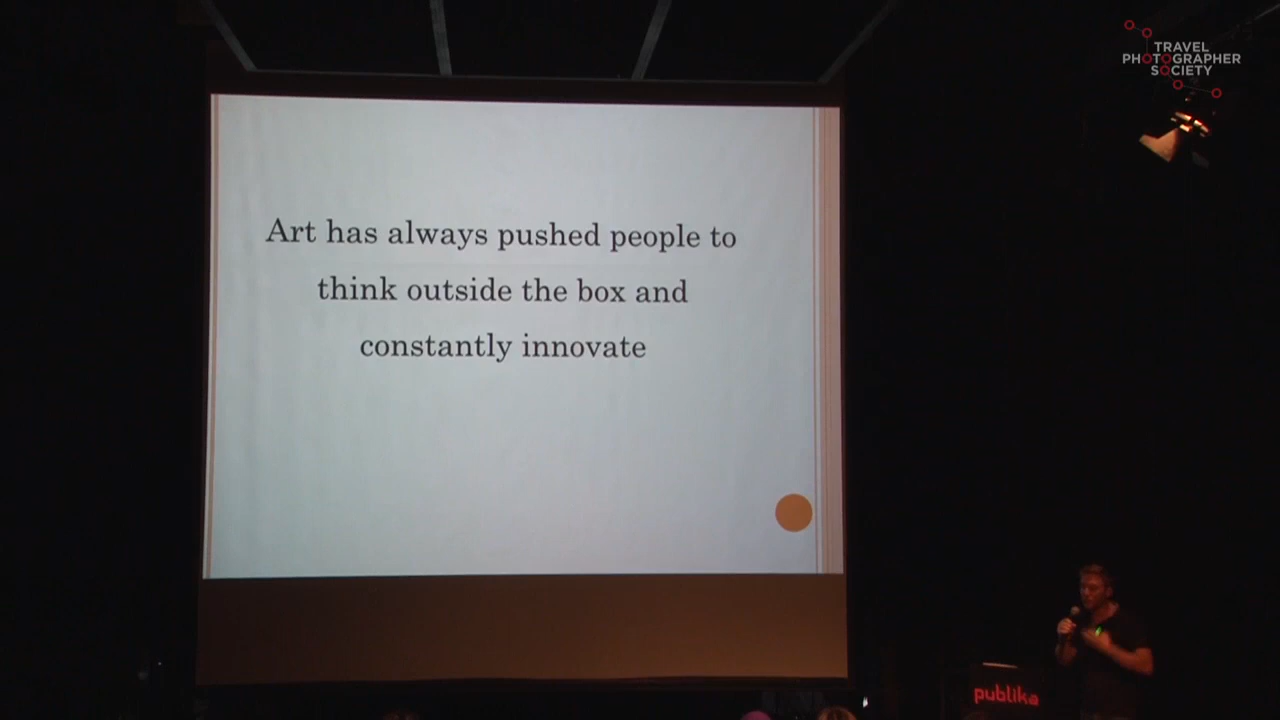 TRAVEL
PHOTOGRAPHER
SOCIETY
Art has always pushed people to
think outside the box and
constantly innovate
publika